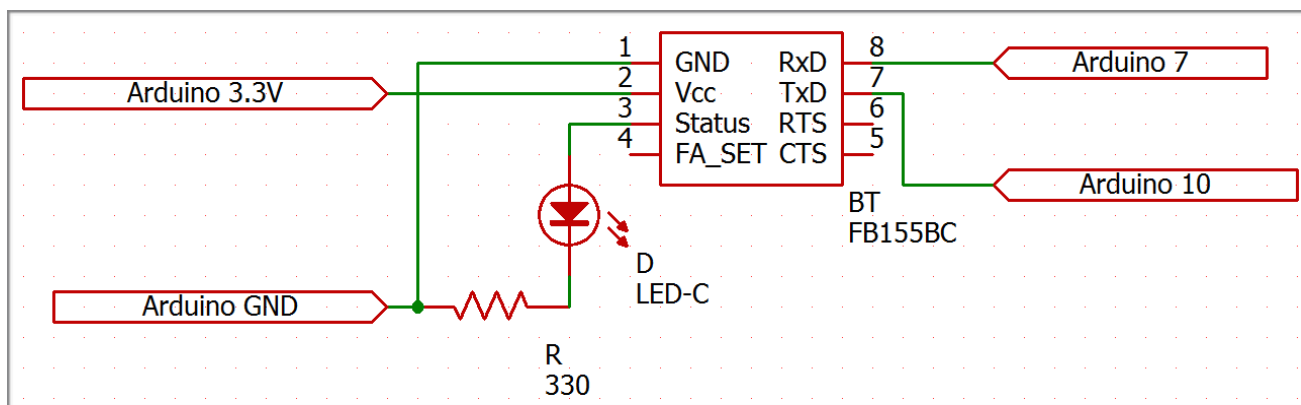 1
GND
RxD
8
Arduino 7
Arduino 3.3V
2
Vcc
TxD
7
3
Status
RTS
6
4
FA_SET
CTS
5
Arduino 10
BT
FB155BC
D
LED-C
Arduino GND
R
330